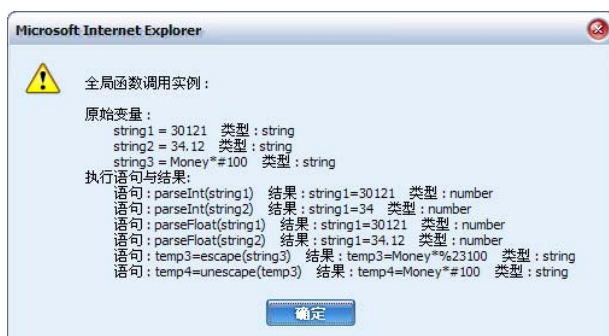 Microsoft Internet Explorer
全局函数调用实例：
原始变量：
string1 = 30121 类型：string
string2 = 34.12 类型：string
string3 = Money*#100 类型：string
执行语句与结果:
语句：parseInt(string1) 结果：string1=30121 类型：number
语句：parseInt(string2) 结果：string1=34 类型：number
语句：parseFloat(string1) 结果：string1=30121 类型：number
语句：parseFloat(string2) 结果：string1=34.12 类型：number
语句：temp3=escape(string3) 结果：temp3=Money*%23100 类型：string
语句：temp4=unescape(temp3) 结果：temp4=Money*#100 类型：string
确定